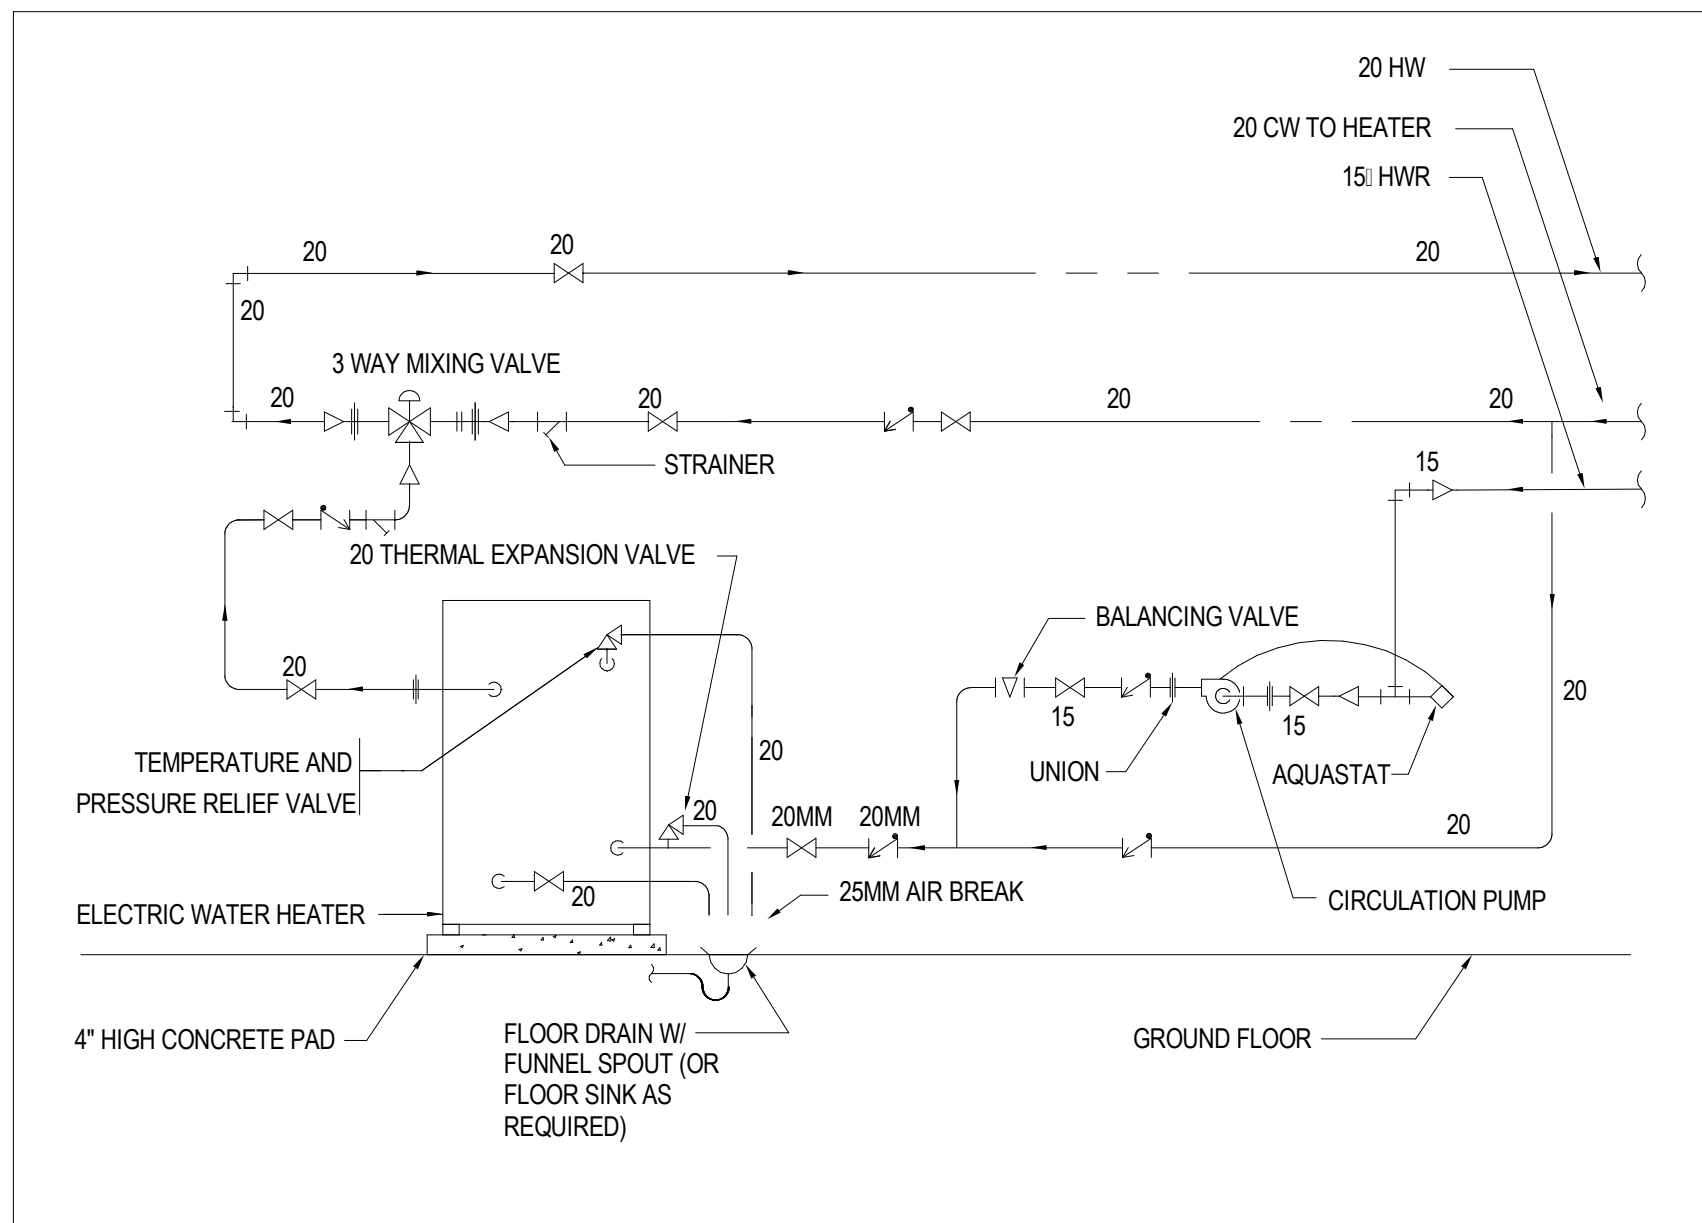 20 HW
20 CW TO HEATER
15▯ HWR
20
20
20
20
3 WAY MIXING VALVE
20
20
20
20
STRAINER
15
20 THERMAL EXPANSION VALVE
BALANCING VALVE
20
20
15
15
20
TEMPERATURE AND
PRESSURE RELIEF VALVE
UNION
AQUASTAT
20
20MM
20MM
20
20
25MM AIR BREAK
CIRCULATION PUMP
ELECTRIC WATER HEATER
4" HIGH CONCRETE PAD
FLOOR DRAIN W/
FUNNEL SPOUT (OR
FLOOR SINK AS
REQUIRED)
GROUND FLOOR